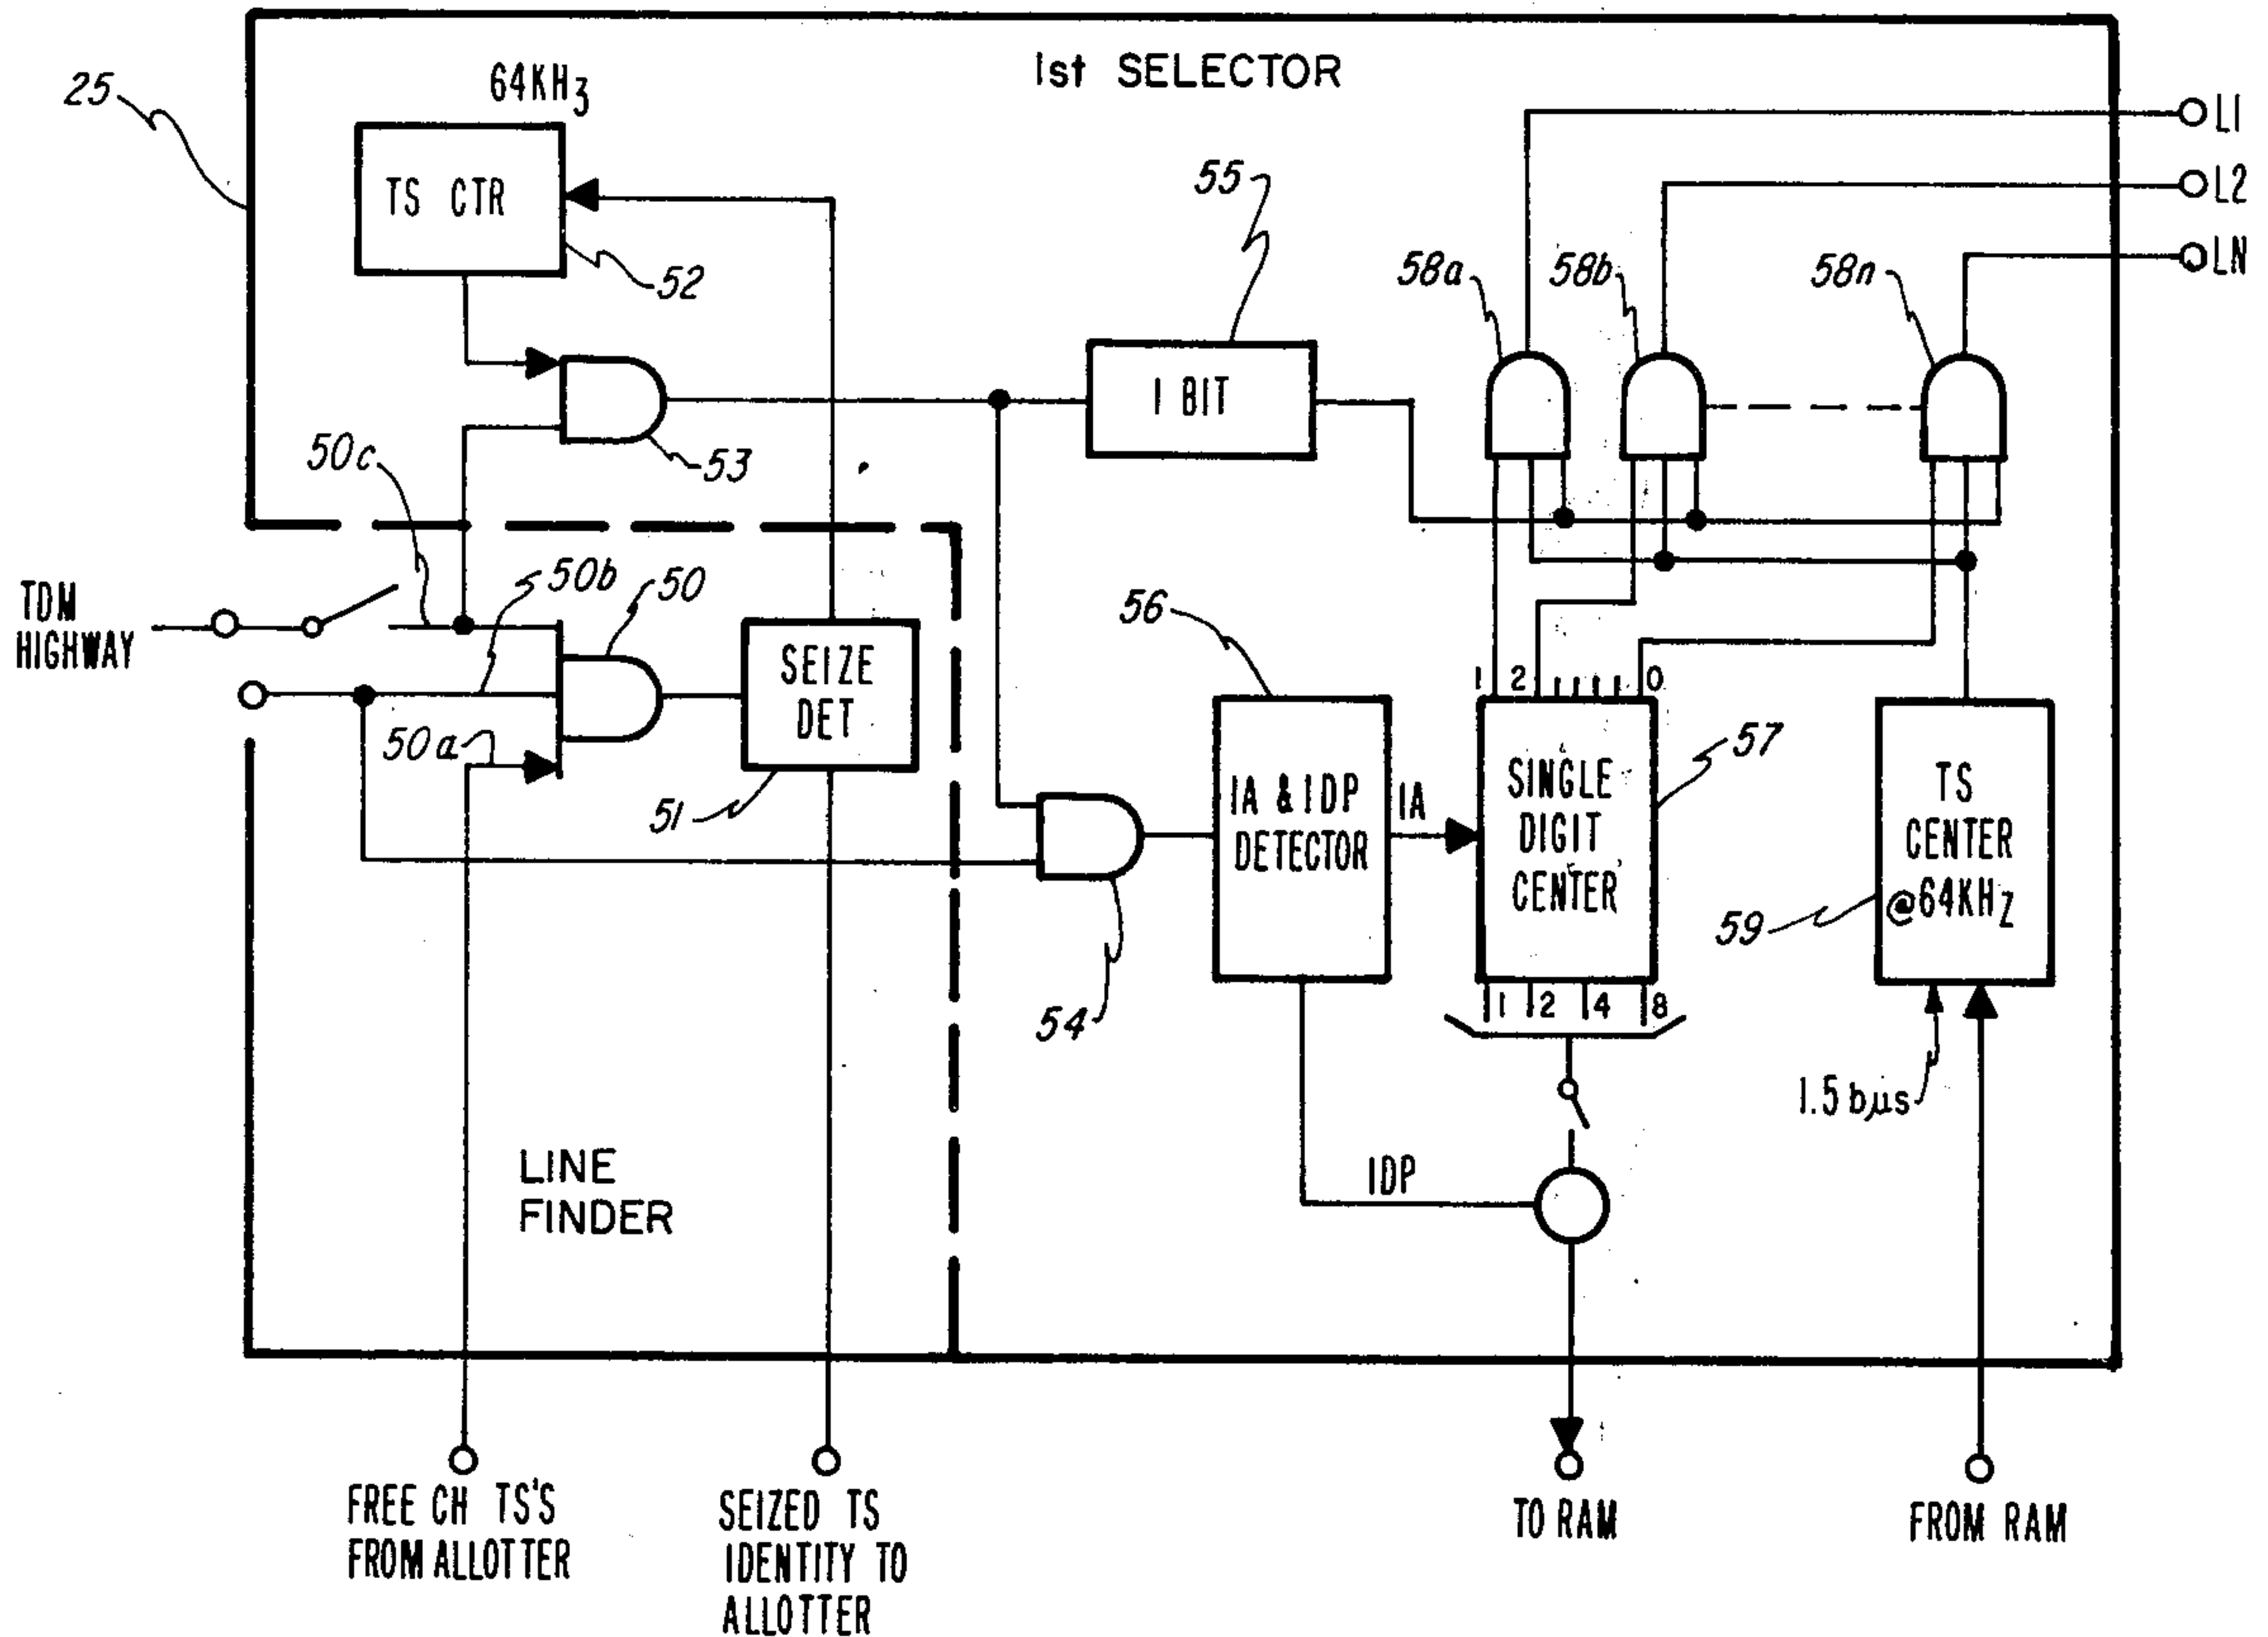 1st SELECTOR
25
64KH3
TS CTR
52
55
1 BIT
58a
58b
58n
L1
L2
LN
53
50c
50b
50
TDM
HIGHWAY
50a
SEIZE
DET
51
56
54
IA & IDP
DETECTOR
IA
1 2 0
SINGLE
DIGIT
CENTER
57
1 2 4 8
TS
CENTER
@64KHZ
59
1.5 bµs
IDP
LINE
FINDER
FREE CH TS'S
FROM ALLOTTER
SEIZED TS
IDENTITY TO
ALLOTTER
TO RAM
FROM RAM